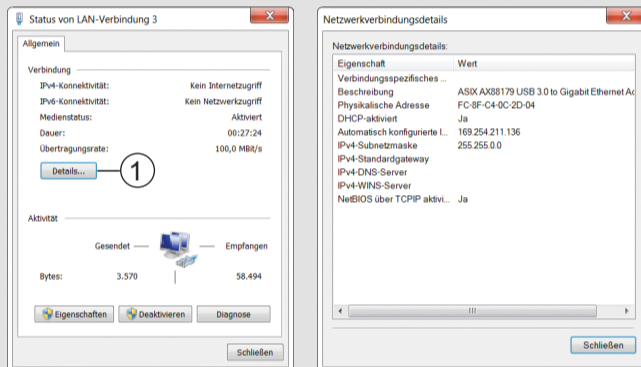 Status von LAN-Verbindung 3
Allgemein
Verbindung
IPv4-Konnektivität: Kein Internetzugriff
IPv6-Konnektivität: Kein Netzwerkzugriff
Medienstatus: Aktiviert
Dauer: 00:27:24
Übertragungsrate: 100,0 MBit/s
Details...
1
Aktivität
Gesendet Empfangen
Bytes: 3.570 58.494
Eigenschaften Deaktivieren Diagnose
Schließen
Netzwerkverbindungsdetails
Netzwerkverbindungsdetails:
Eigenschaft Wert
Verbindungsspezifisches ...
Beschreibung ASIX AX88179 USB 3.0 to Gigabit Ethernet Ac
Physikalische Adresse FC-8F-C4-0C-2D-04
DHCP-aktiviert Ja
Automatisch konfigurierte I... 169.254.211.136
IPv4-Subnetzmaske 255.255.0.0
IPv4-Standardgateway
IPv4-DNS-Server
IPv4-WINS-Server
NetBIOS über TCPIP aktivi... Ja
Schließen